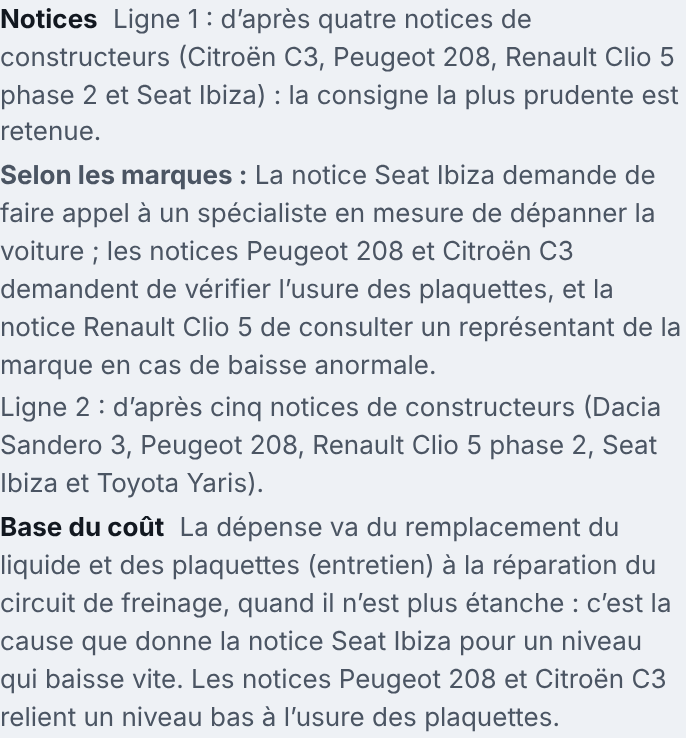 Notices Ligne 1 : d’après quatre notices de
constructeurs (Citroën C3, Peugeot 208, Renault Clio 5
phase 2 et Seat Ibiza) : la consigne la plus prudente est
retenue.
Selon les marques : La notice Seat Ibiza demande de
faire appel à un spécialiste en mesure de dépanner la
voiture ; les notices Peugeot 208 et Citroën C3
demandent de vérifier l’usure des plaquettes, et la
notice Renault Clio 5 de consulter un représentant de la
marque en cas de baisse anormale.
Ligne 2 : d’après cinq notices de constructeurs (Dacia
Sandero 3, Peugeot 208, Renault Clio 5 phase 2, Seat
Ibiza et Toyota Yaris).
Base du coût La dépense va du remplacement du
liquide et des plaquettes (entretien) à la réparation du
circuit de freinage, quand il n’est plus étanche : c’est la
cause que donne la notice Seat Ibiza pour un niveau
qui baisse vite. Les notices Peugeot 208 et Citroën C3
relient un niveau bas à l’usure des plaquettes.